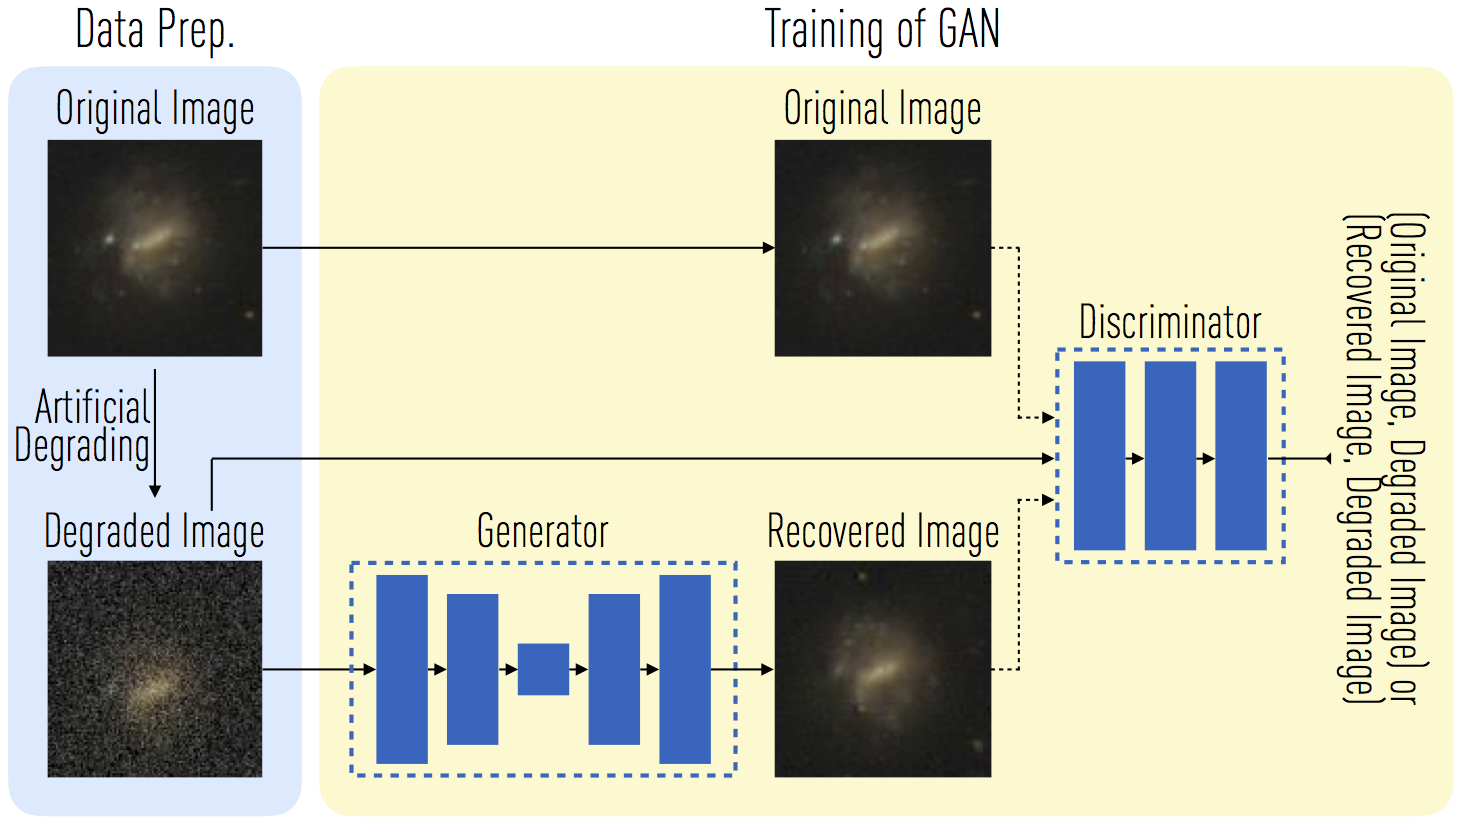 Data Prep.
Training of GAN
Original Image
Original Image
Artificial
Degrading
Degraded Image
Generator
Recovered Image
Discriminator
(Original Image, Degraded Image) or
(Recovered Image, Degraded Image)